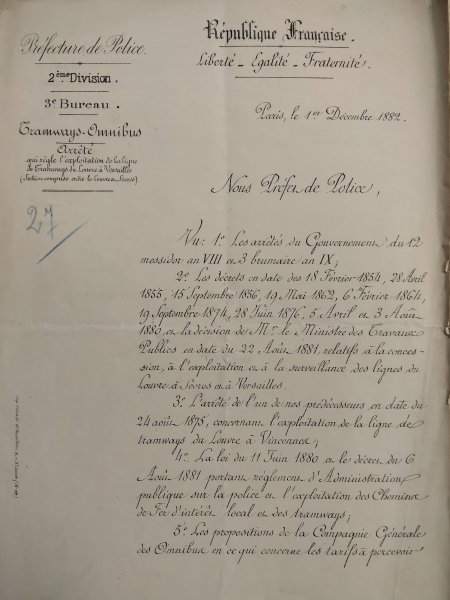 République Française.
Liberté - Egalité - Fraternité.
Préfecture de Police.
2ème Division.
3e Bureau.
Tramways-Omnibus
Arrêté
qui règle l'exploitation de la ligne
de Tramways du Louvre à Versailles
(Section comprise entre le Louvre et Sèvres).
27
Paris, le 1er Décembre 1882.
Nous Préfet de Police,
Vu: 1º Les arrêtés du Gouvernement du 12
messidor an VIII et 3 brumaire an IX;
2º Les décrets en date des 18 Février 1854, 28 Avril
1855, 15 Septembre 1856, 19 Mai 1862, 6 Février 1864,
19 Septembre 1874, 28 Juin 1876, 5 Avril et 3 Août
1880 et la décision de Mr. le Ministre des Travaux
Publics en date du 22 Août 1881, relatifs à la conces-
sion, à l'exploitation et à la surveillance des lignes du
Louvre à Sèvres et à Versailles.
3º L'arrêté de l'un de nos prédécesseurs en date du
24 août 1875, concernant l'exploitation de la ligne de
tramways du Louvre à Vincennes;
4º La loi du 11 Juin 1880 et le décret du 6
Août 1881 portant règlement d'Administration
publique sur la police et l'exploitation des Chemins
de Fer d'intérêt local et des tramways;
5º Les propositions de la Compagnie Générale
des Omnibus en ce qui concerne les tarifs à percevoir